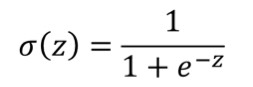 σ(z) = 1 / (1 + e^{-z})